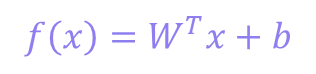 f(x) = W^T x + b